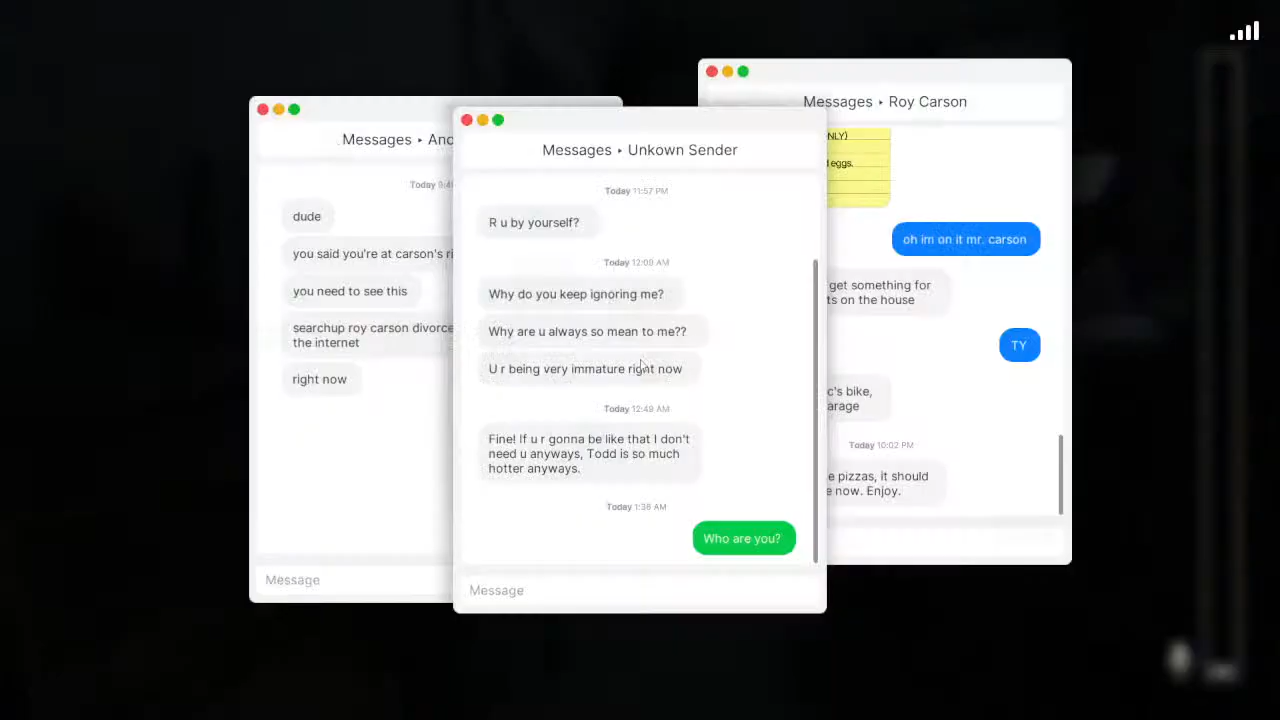 Messages ▸ And
Today 9:4
dude
you said you're at carson's ri
you need to see this
searchup roy carson divorce
the internet
right now
Message
Messages ▸ Unkown Sender
Today 11:57 PM
R u by yourself?
Today 12:09 AM
Why do you keep ignoring me?
Why are u always so mean to me??
U r being very immature right now
Today 12:49 AM
Fine! If u r gonna be like that I don't
need u anyways, Todd is so much
hotter anyways.
Today 1:36 AM
Who are you?
Message
Messages ▸ Roy Carson
NLY)
d eggs.
oh im on it mr. carson
get something for
ts on the house
TY
c's bike,
arage
Today 10:02 PM
e pizzas, it should
e now. Enjoy.